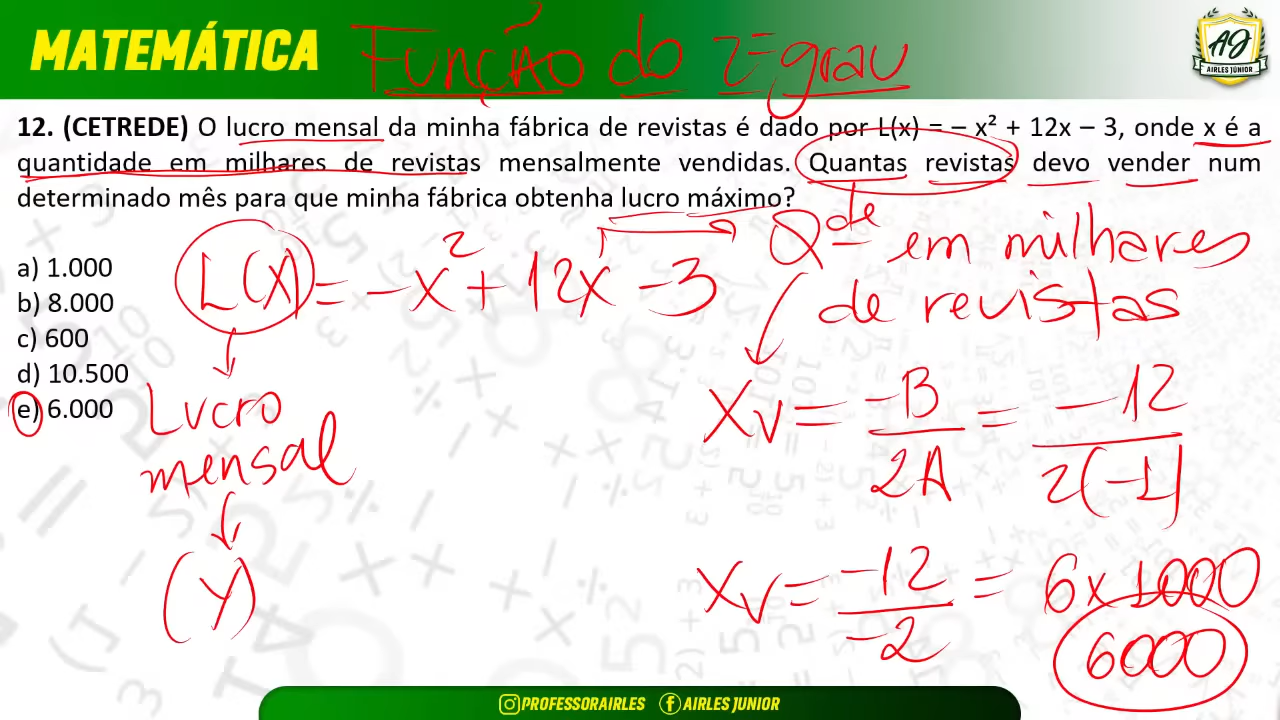 MATEMÁTICA
Função do 2º grau
AJ
AIRLES JÚNIOR
12. (CETREDE) O lucro mensal da minha fábrica de revistas é dado por L(x) = – x² + 12x – 3, onde x é a
quantidade em milhares de revistas mensalmente vendidas. Quantas revistas devo vender num
determinado mês para que minha fábrica obtenha lucro máximo?
a) 1.000
b) 8.000
c) 600
d) 10.500
e) 6.000
L(x) = -x² + 12x - 3
Qde em milhares
de revistas
Lucro
mensal
(y)
Xv = -B/2A = -12/2(-1)
Xv = -12/-2 = 6 x 1000
6000
PROFESSORAIRLES AIRLES JUNIOR